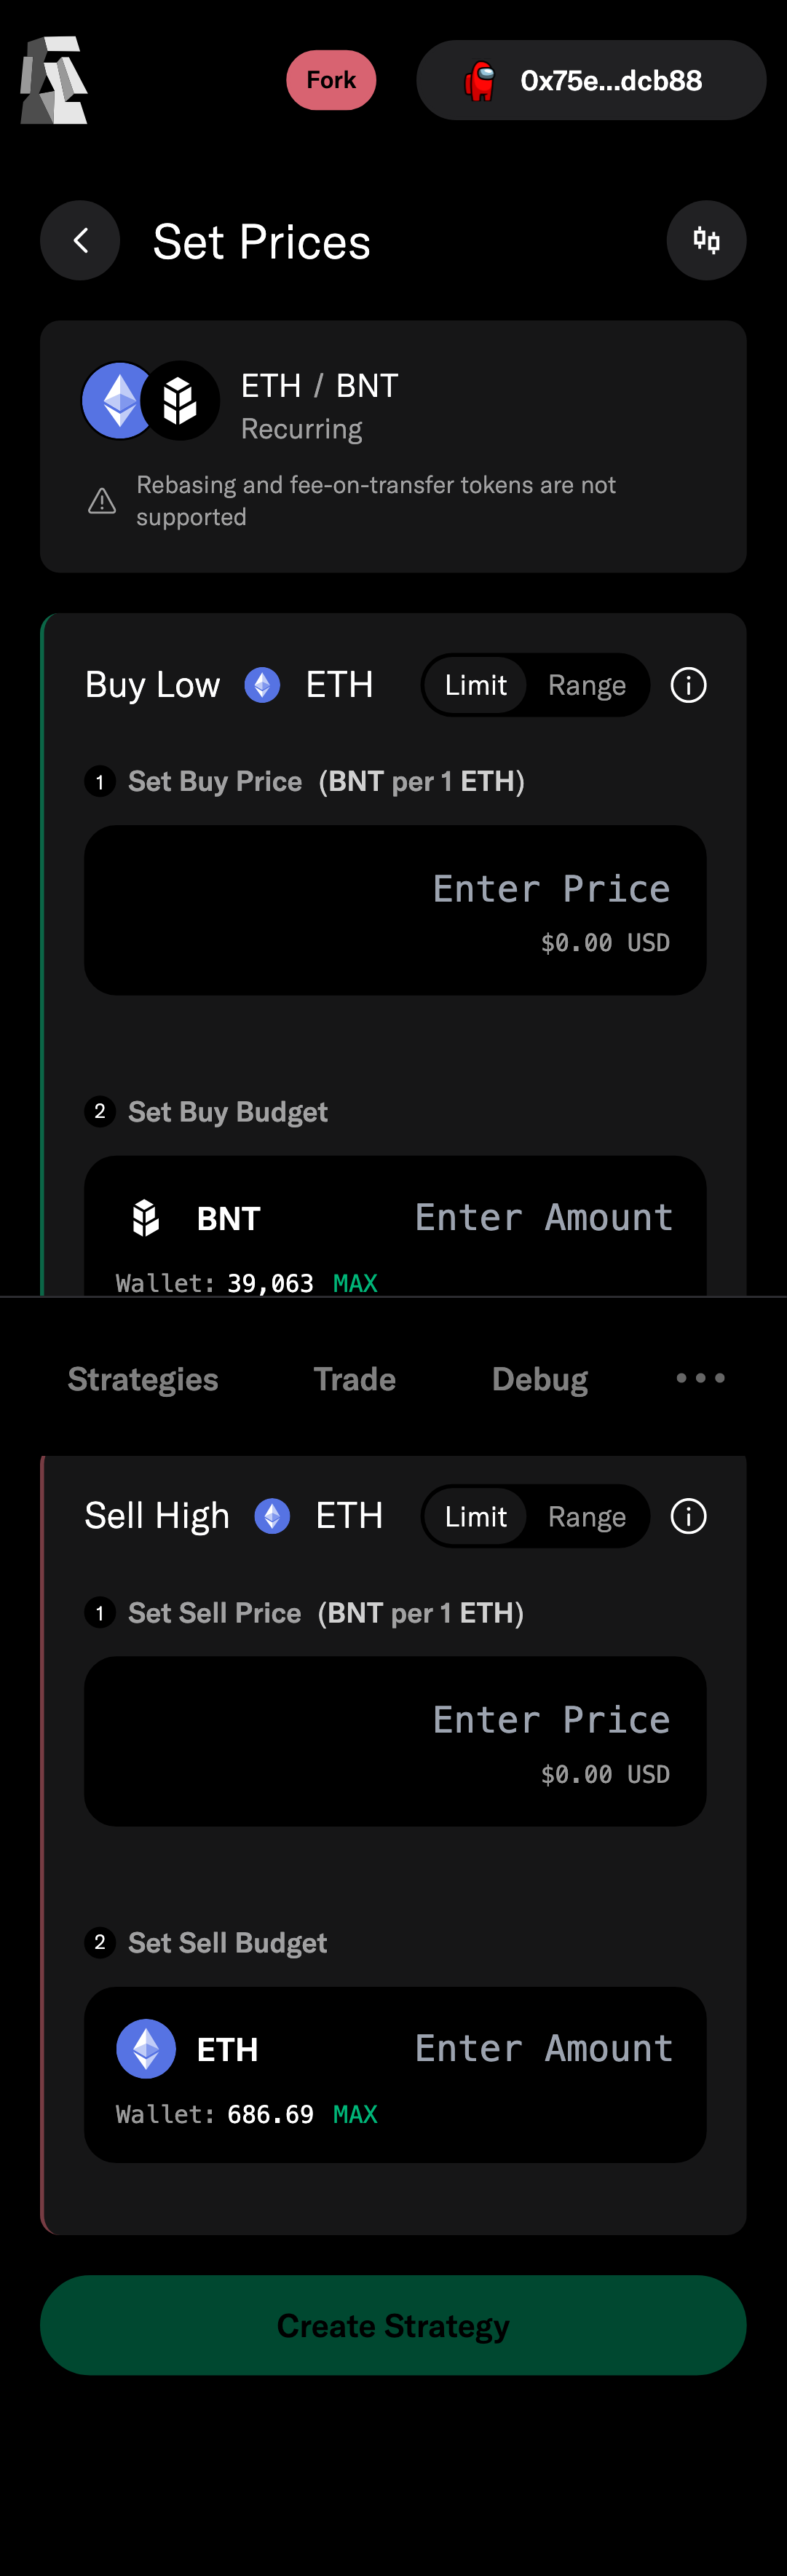 Fork
0x75e...dcb88
Set Prices
ETH / BNT
Recurring
Rebasing and fee-on-transfer tokens are not
supported
Buy Low ETH Limit Range
1 Set Buy Price (BNT per 1 ETH)
Enter Price
$0.00 USD
2 Set Buy Budget
BNT Enter Amount
Wallet: 39,063 MAX
Strategies Trade Debug
Sell High ETH Limit Range
1 Set Sell Price (BNT per 1 ETH)
Enter Price
$0.00 USD
2 Set Sell Budget
ETH Enter Amount
Wallet: 686.69 MAX
Create Strategy